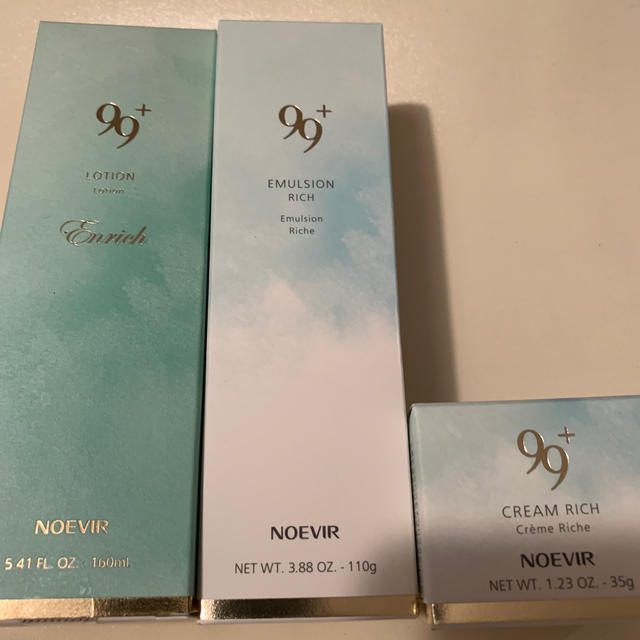 99+
LOTION
Lotion
Enrich
NOEVIR
5.41 FL. OZ. - 160ml
99+
EMULSION
RICH
Emulsion
Riche
NOEVIR
NET WT. 3.88 OZ. - 110g
99+
CREAM RICH
Crème Riche
NOEVIR
NET WT. 1.23 OZ. - 35g